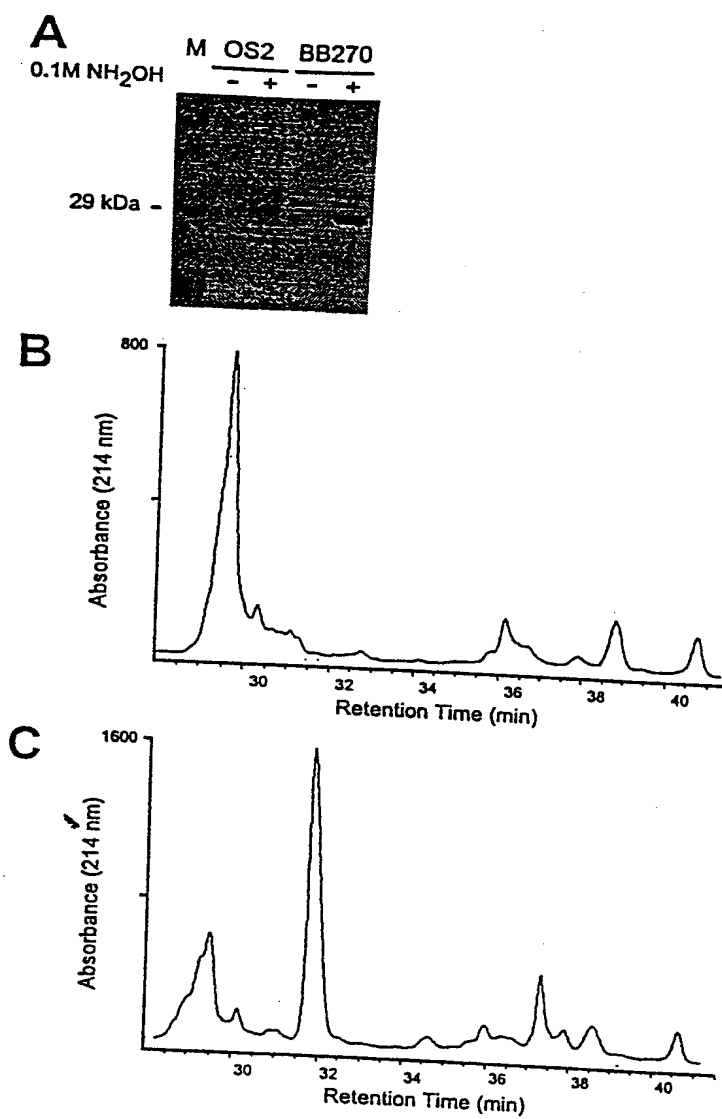 A
M OS2 BB270
0.1M NH₂OH - + - +
29 kDa -
B
800
Absorbance (214 nm)
30 32 34 36 38 40
Retention Time (min)
C
1600
Absorbance (214 nm)
30 32 34 36 38 40
Retention Time (min)